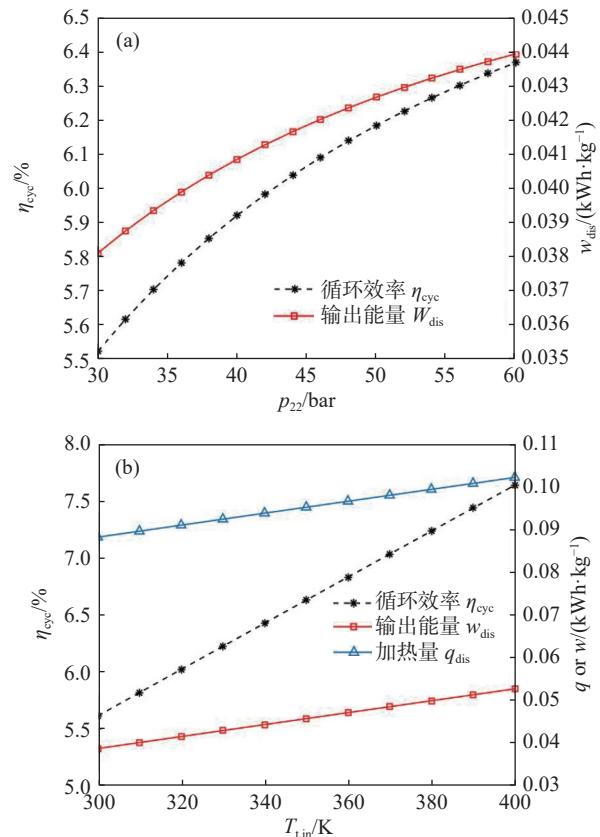 (a)
η_cyc/%
6.5
6.4
6.3
6.2
6.1
6.0
5.9
5.8
5.7
5.6
5.5
0.045
0.044
0.043
0.042
0.041
0.040
0.039
0.038
0.037
0.036
0.035
w_dis/(kWh·kg⁻¹)
循环效率 η_cyc
输出能量 W_dis
30 35 40 45 50 55 60
p₂₂/bar
(b)
η_cyc/%
8.0
7.5
7.0
6.5
6.0
5.5
5.0
0.11
0.10
0.09
0.08
0.07
0.06
0.05
0.04
0.03
q or w/(kWh·kg⁻¹)
循环效率 η_cyc
输出能量 w_dis
加热量 q_dis
300 320 340 360 380 400
T_t,in/K